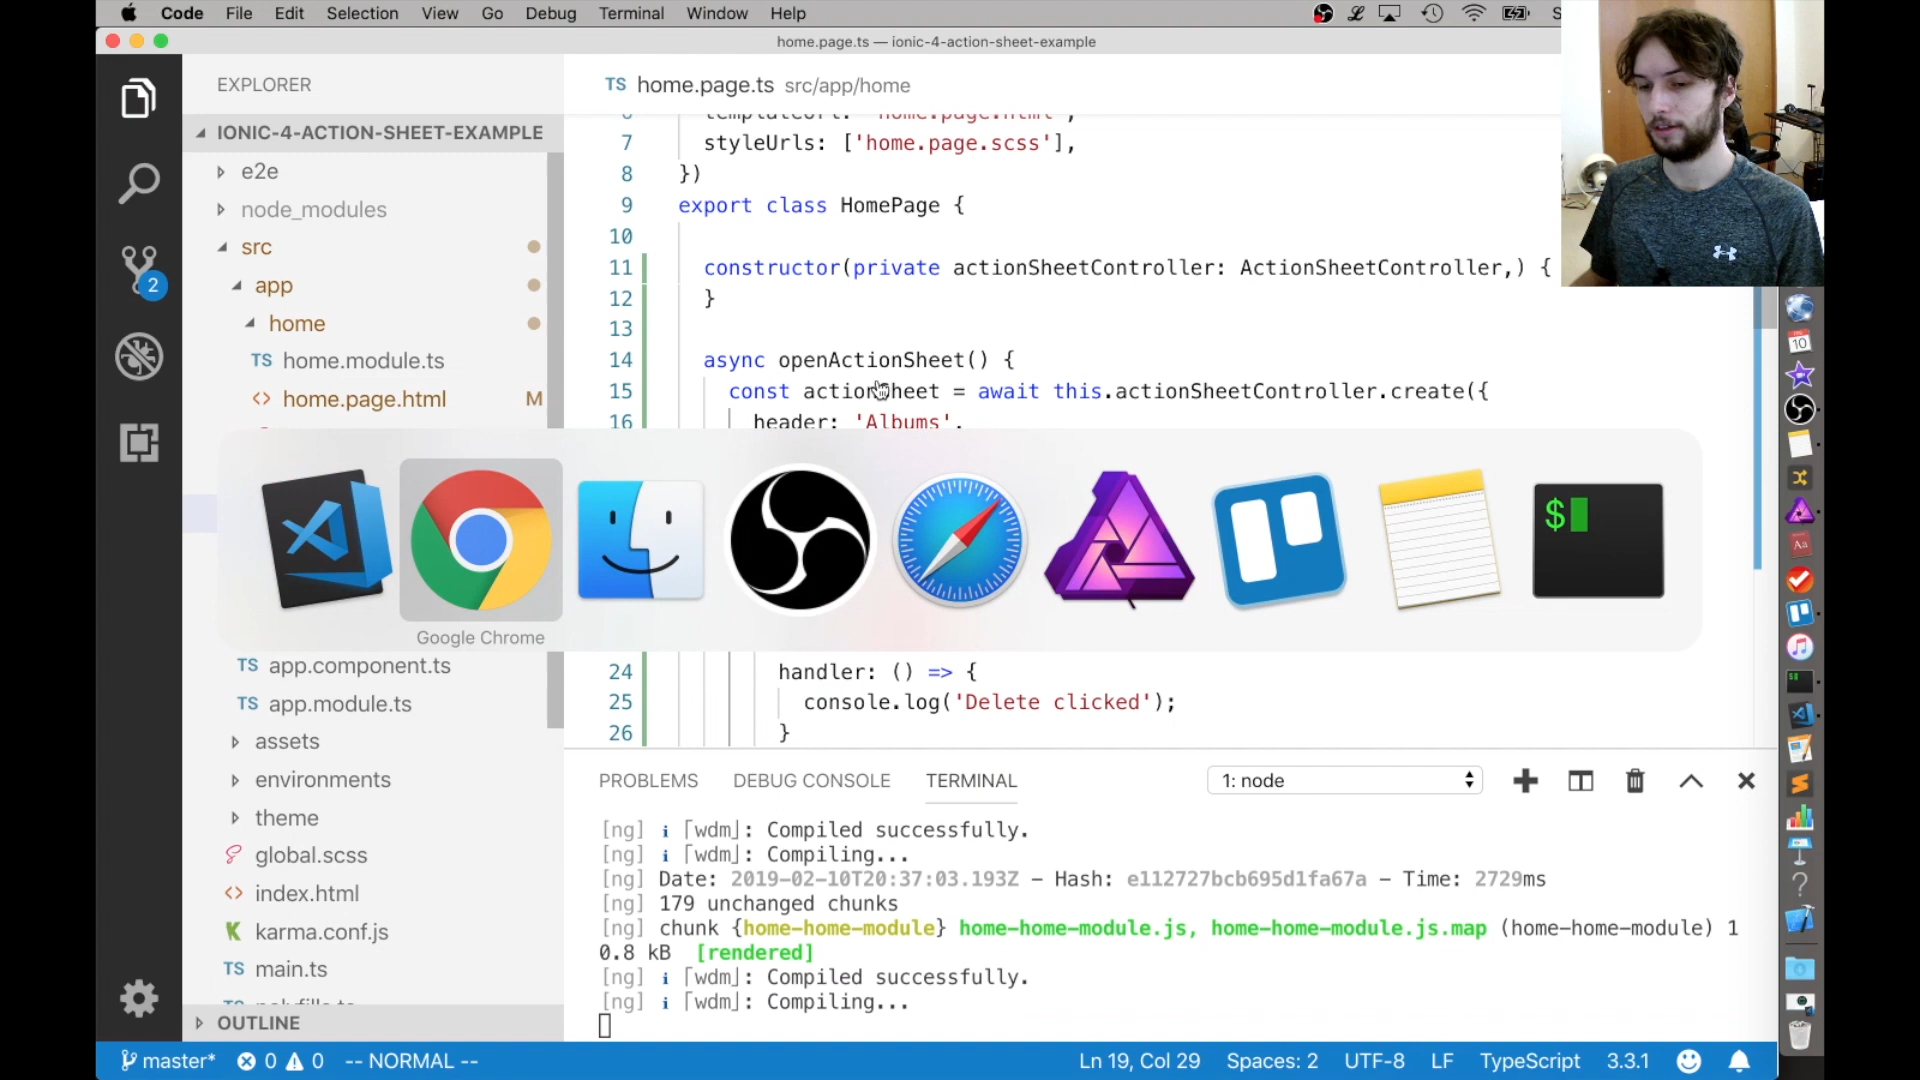 Code File Edit Selection View Go Debug Terminal Window Help
home.page.ts — ionic-4-action-sheet-example
EXPLORER
IONIC-4-ACTION-SHEET-EXAMPLE
e2e
node_modules
src
app
home
TS home.module.ts
<> home.page.html M
2
TS app.component.ts
TS app.module.ts
assets
environments
theme
global.scss
<> index.html
K karma.conf.js
TS main.ts
OUTLINE
TS home.page.ts src/app/home
6 templateUrl: 'home.page.html',
7 styleUrls: ['home.page.scss'],
8 })
9 export class HomePage {
10
11 constructor(private actionSheetController: ActionSheetController,) {
12 }
13
14 async openActionSheet() {
15 const actionSheet = await this.actionSheetController.create({
16 header: 'Albums',
Google Chrome
$
24 handler: () => {
25 console.log('Delete clicked');
26 }
PROBLEMS DEBUG CONSOLE TERMINAL 1: node
[ng] ℹ ｢wdm｣: Compiled successfully.
[ng] ℹ ｢wdm｣: Compiling...
[ng] Date: 2019-02-10T20:37:03.193Z - Hash: e112727bcb695d1fa67a - Time: 2729ms
[ng] 179 unchanged chunks
[ng] chunk {home-home-module} home-home-module.js, home-home-module.js.map (home-home-module) 1
0.8 kB [rendered]
[ng] ℹ ｢wdm｣: Compiled successfully.
[ng] ℹ ｢wdm｣: Compiling...
master* 0 0 -- NORMAL -- Ln 19, Col 29 Spaces: 2 UTF-8 LF TypeScript 3.3.1
10
Aa